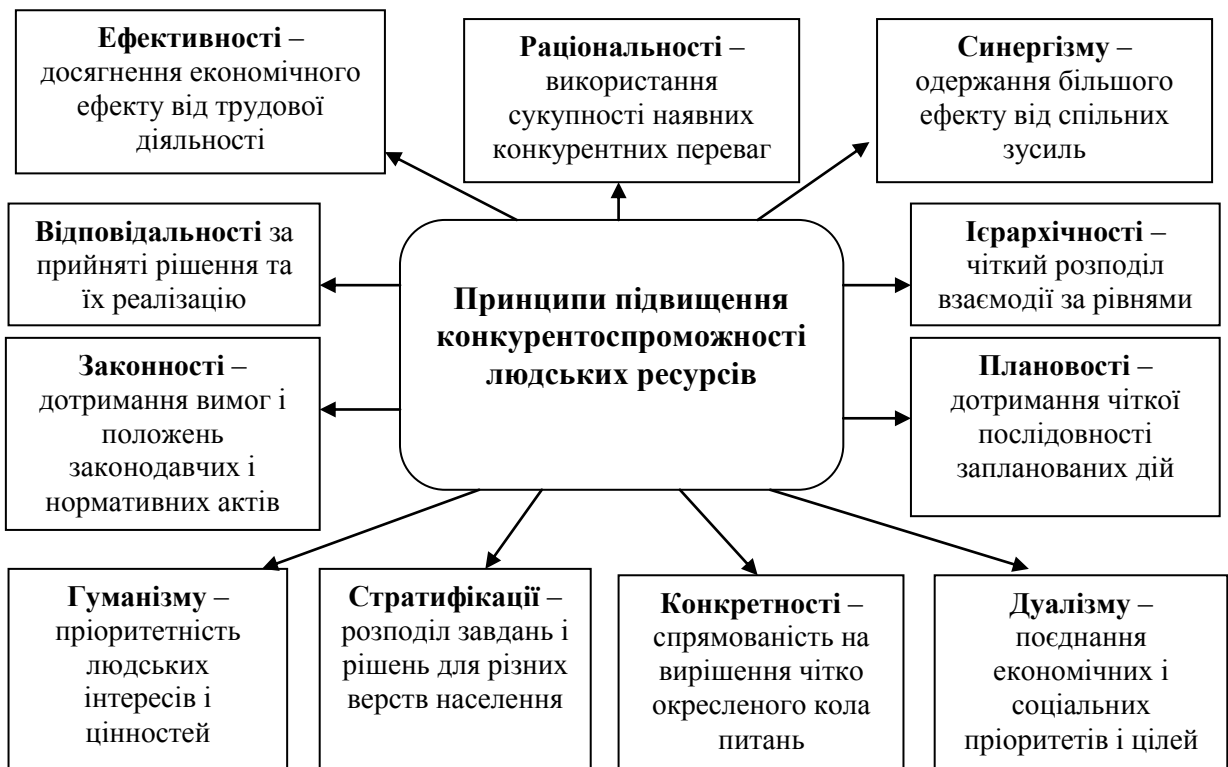 Ефективності –
досягнення економічного
ефекту від трудової
діяльності
Раціональності –
використання
сукупності наявних
конкурентних переваг
Синергізму –
одержання більшого
ефекту від спільних
зусиль
Відповідальності за
прийняті рішення та
їх реалізацію
Принципи підвищення
конкурентоспроможності
людських ресурсів
Ієрархічності –
чіткий розподіл
взаємодії за рівнями
Законності –
дотримання вимог і
положень
законодавчих і
нормативних актів
Плановості –
дотримання чіткої
послідовності
запланованих дій
Гуманізму –
пріоритетність
людських
інтересів і
цінностей
Стратифікації –
розподіл завдань і
рішень для різних
верств населення
Конкретності –
спрямованість на
вирішення чітко
окресленого кола
питань
Дуалізму –
поєднання
економічних і
соціальних
пріоритетів і цілей